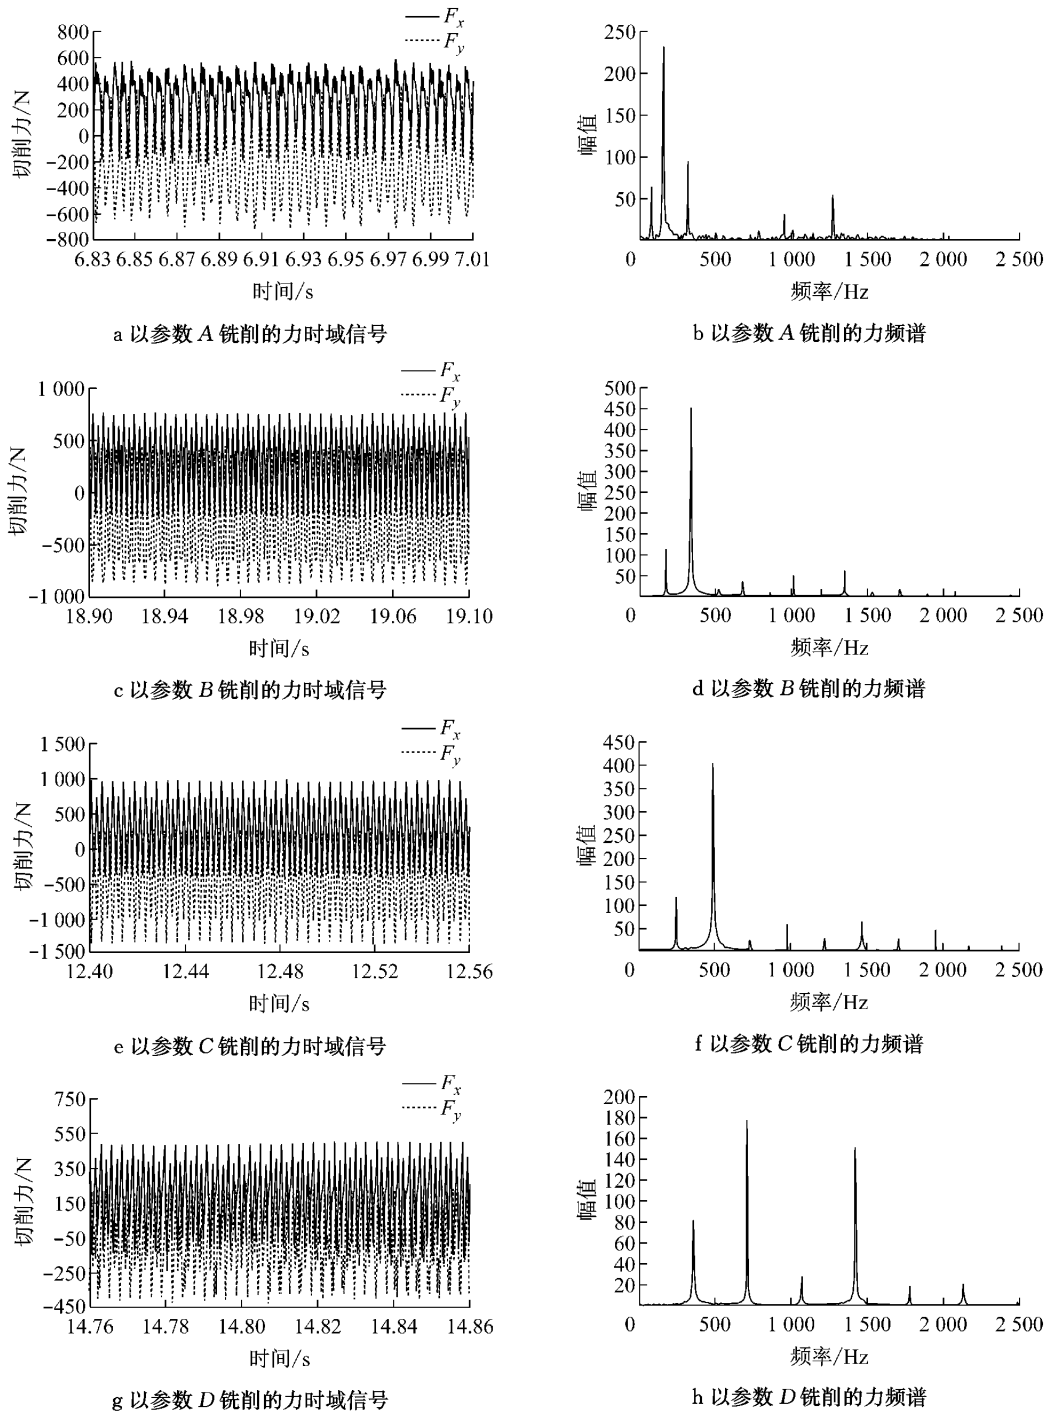 F_x
F_y
800
600
400
200
0
-200
-400
-600
-800
切削力/N
6.83 6.85 6.87 6.89 6.91 6.93 6.95 6.97 6.99 7.01
时间/s
a 以参数 A 铣削的力时域信号
250
200
150
100
50
幅值
0 500 1 000 1 500 2 000 2 500
频率/Hz
b 以参数 A 铣削的力频谱
F_x
F_y
1 000
500
0
-500
-1 000
切削力/N
18.90 18.94 18.98 19.02 19.06 19.10
时间/s
c 以参数 B 铣削的力时域信号
500
450
400
350
300
250
200
150
100
50
幅值
0 500 1 000 1 500 2 000 2 500
频率/Hz
d 以参数 B 铣削的力频谱
F_x
F_y
1 500
1 000
500
0
-500
-1 000
-1 500
切削力/N
12.40 12.44 12.48 12.52 12.56
时间/s
e 以参数 C 铣削的力时域信号
450
400
350
300
250
200
150
100
50
幅值
0 500 1 000 1 500 2 000 2 500
频率/Hz
f 以参数 C 铣削的力频谱
F_x
F_y
750
550
350
150
-50
-250
-450
切削力/N
14.76 14.78 14.80 14.82 14.84 14.86
时间/s
g 以参数 D 铣削的力时域信号
200
180
160
140
120
100
80
60
40
20
幅值
0 500 1 000 1 500 2 000 2 500
频率/Hz
h 以参数 D 铣削的力频谱